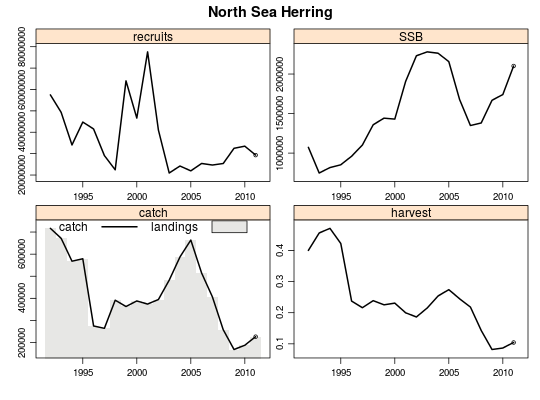 North Sea Herring
recruits
SSB
20000000 40000000 60000000 80000000
1000000 1500000 2000000
1995 2000 2005 2010
1995 2000 2005 2010
catch
harvest
catch landings
200000 400000 600000
0.1 0.2 0.3 0.4
1995 2000 2005 2010
1995 2000 2005 2010